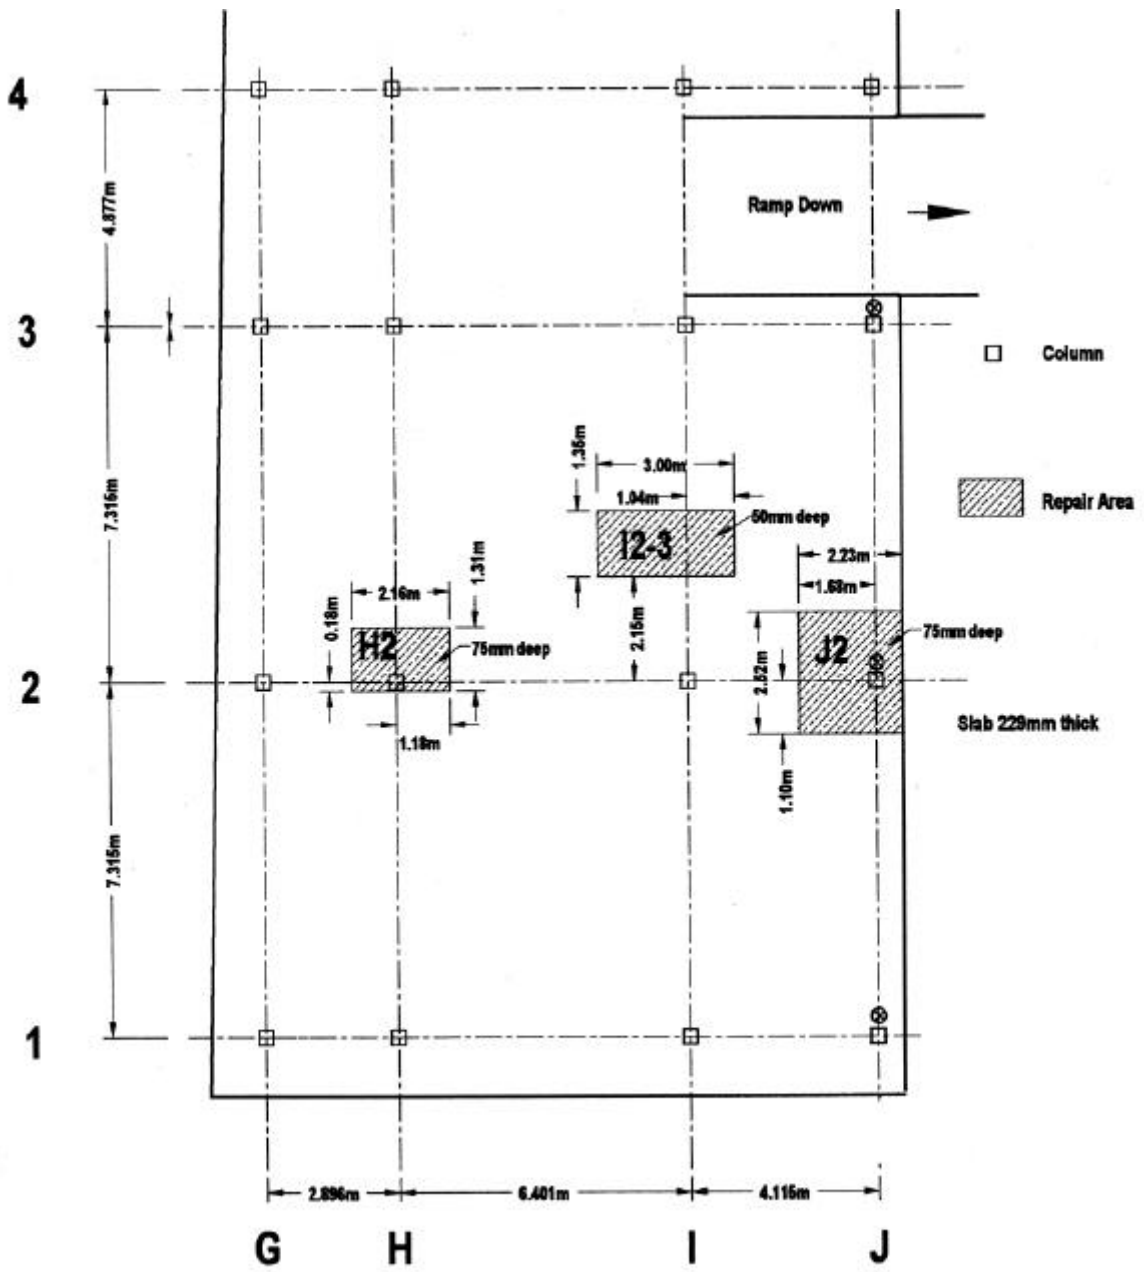 4
4.877m
Ramp Down
3
Column
1.35m
3.00m
1.04m
50mm deep
Repair Area
7.315m
I2-3
2.23m
1.68m
2.16m
1.31m
0.18m
H2
75mm deep
2.15m
J2
75mm deep
2
2.52m
1.18m
Slab 229mm thick
1.10m
7.315m
1
2.896m
6.401m
4.115m
G
H
I
J